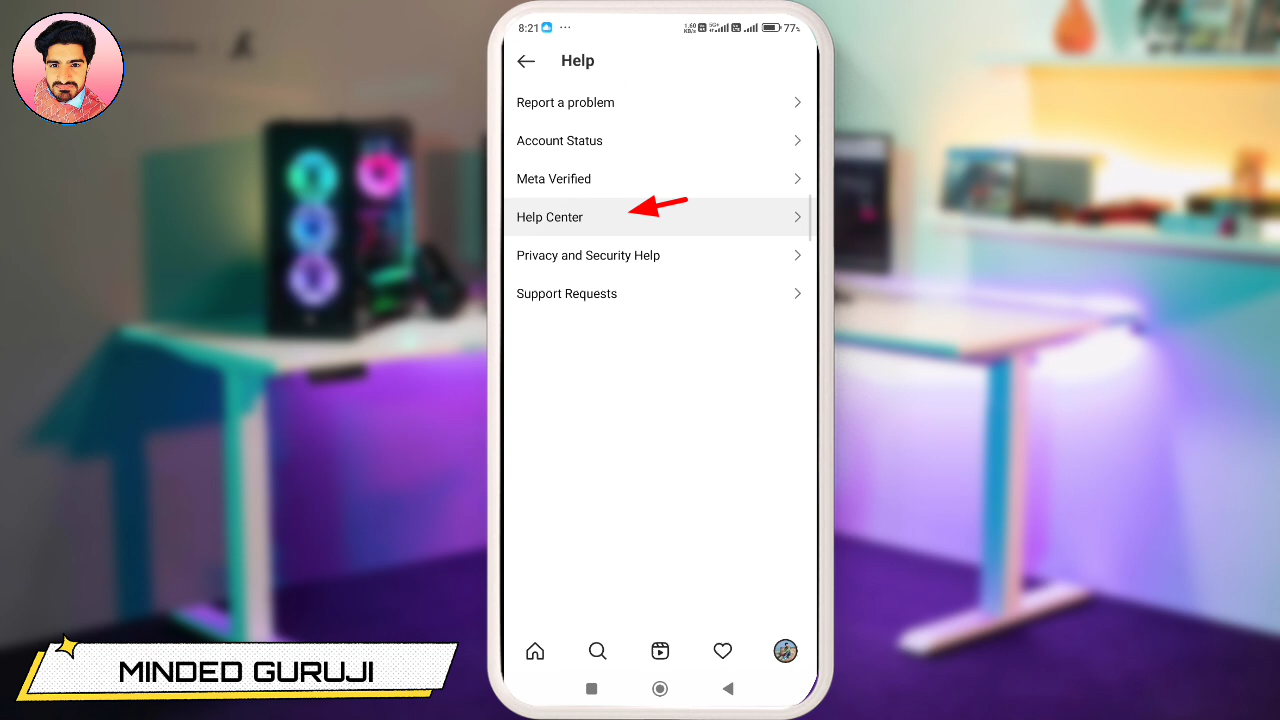 8:21
77%
Help
Report a problem
Account Status
Meta Verified
Help Center
Privacy and Security Help
Support Requests
MINDED GURUJI